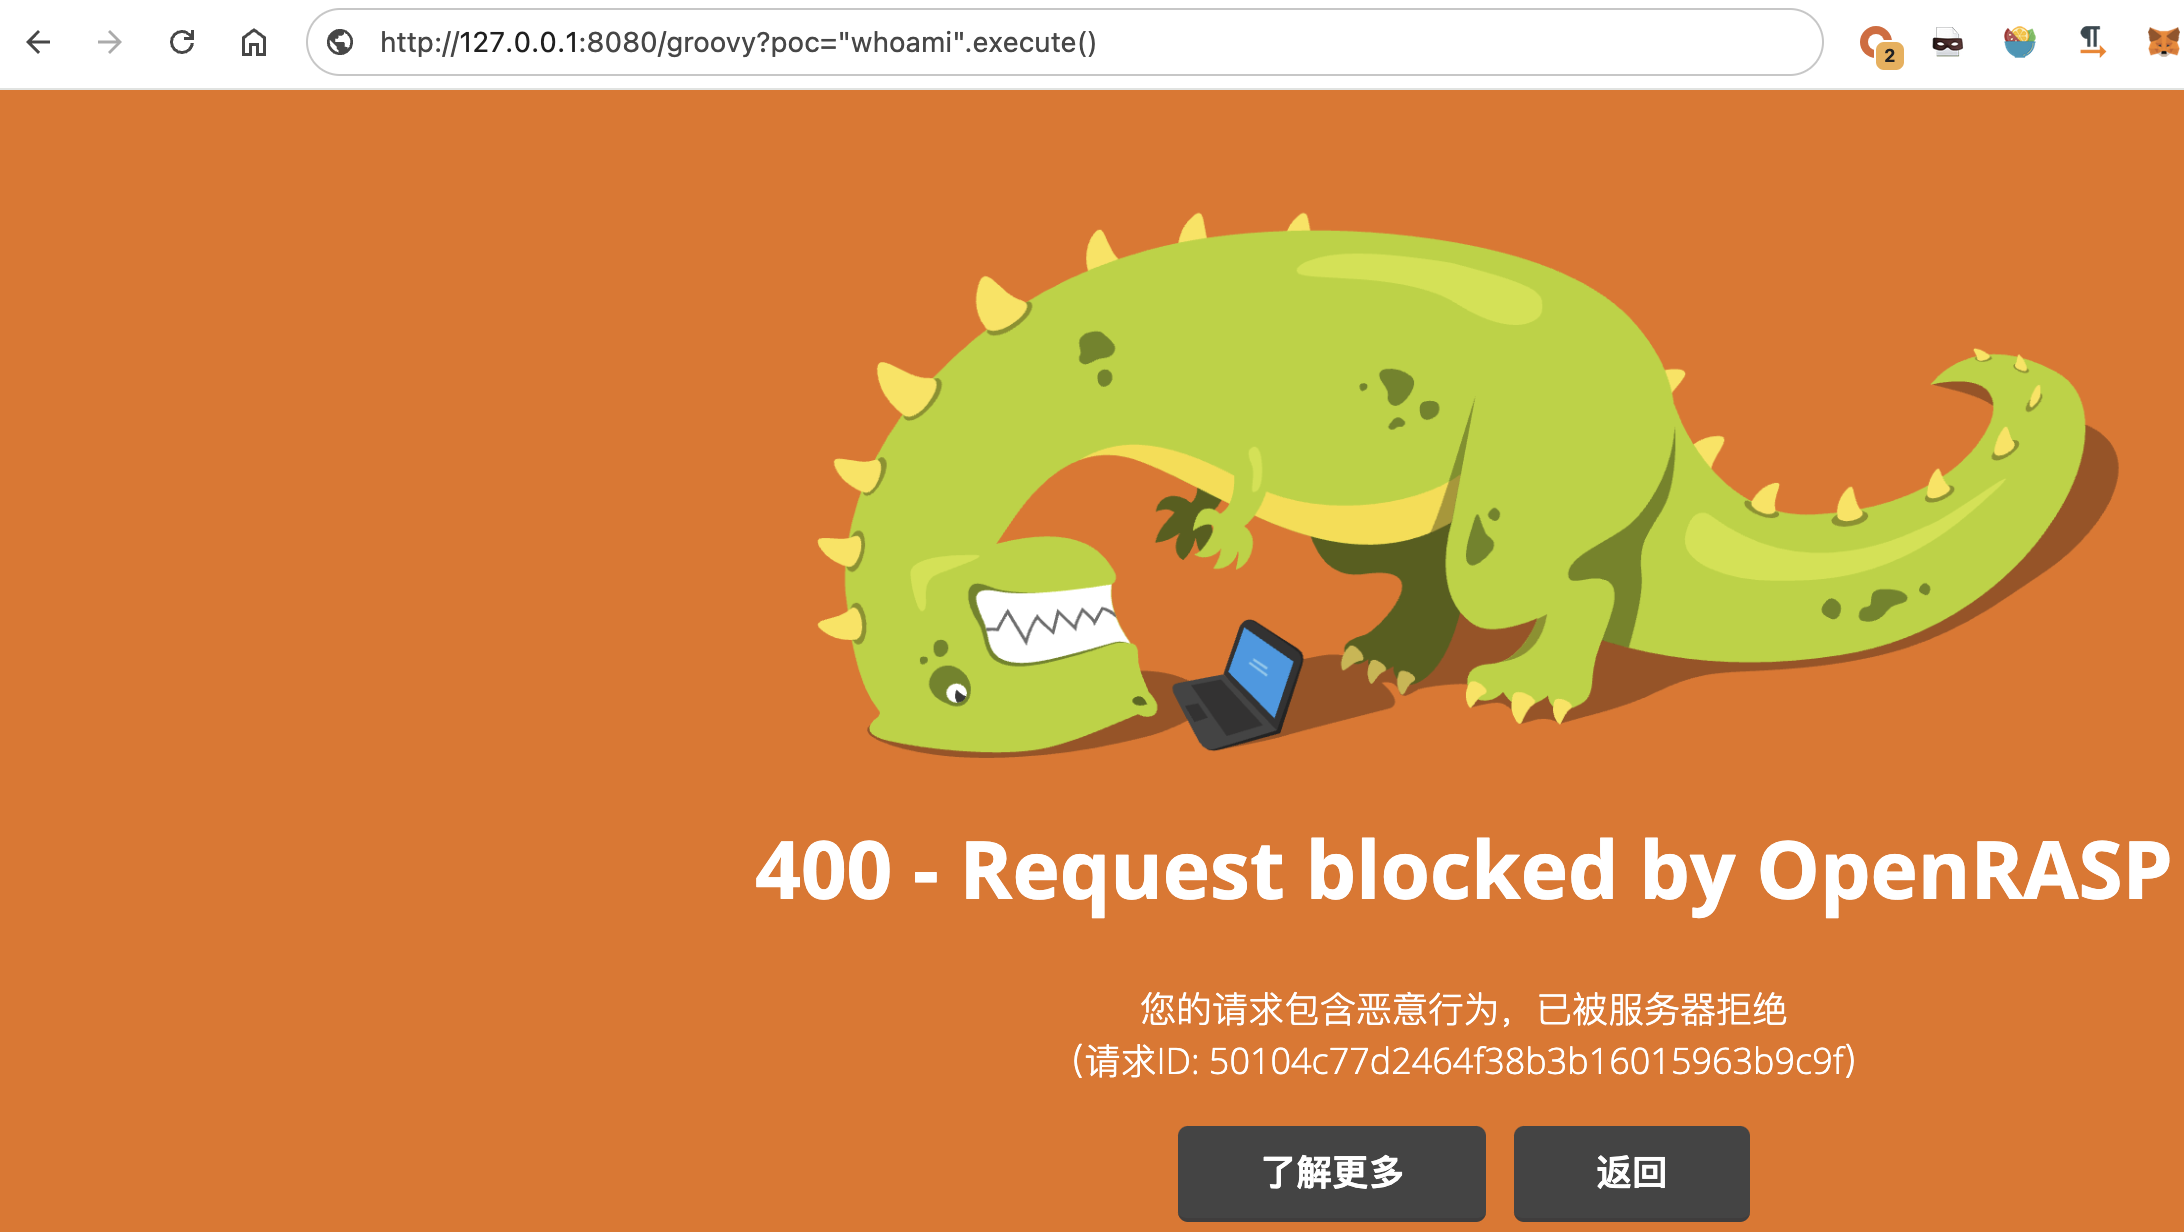 http://127.0.0.1:8080/groovy?poc="whoami".execute()
2
400 - Request blocked by OpenRASP
您的请求包含恶意行为，已被服务器拒绝
(请求ID: 50104c77d2464f38b3b16015963b9c9f)
了解更多
返回